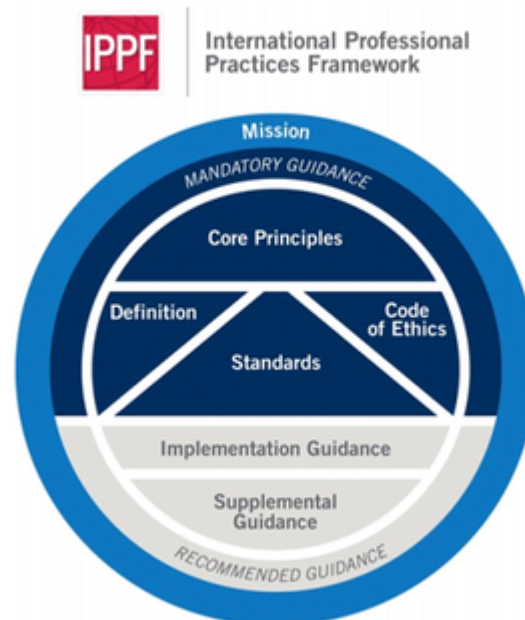 IPPF
International Professional
Practices Framework
Mission
MANDATORY GUIDANCE
Core Principles
Definition
Code
of Ethics
Standards
Implementation Guidance
Supplemental
Guidance
RECOMMENDED GUIDANCE